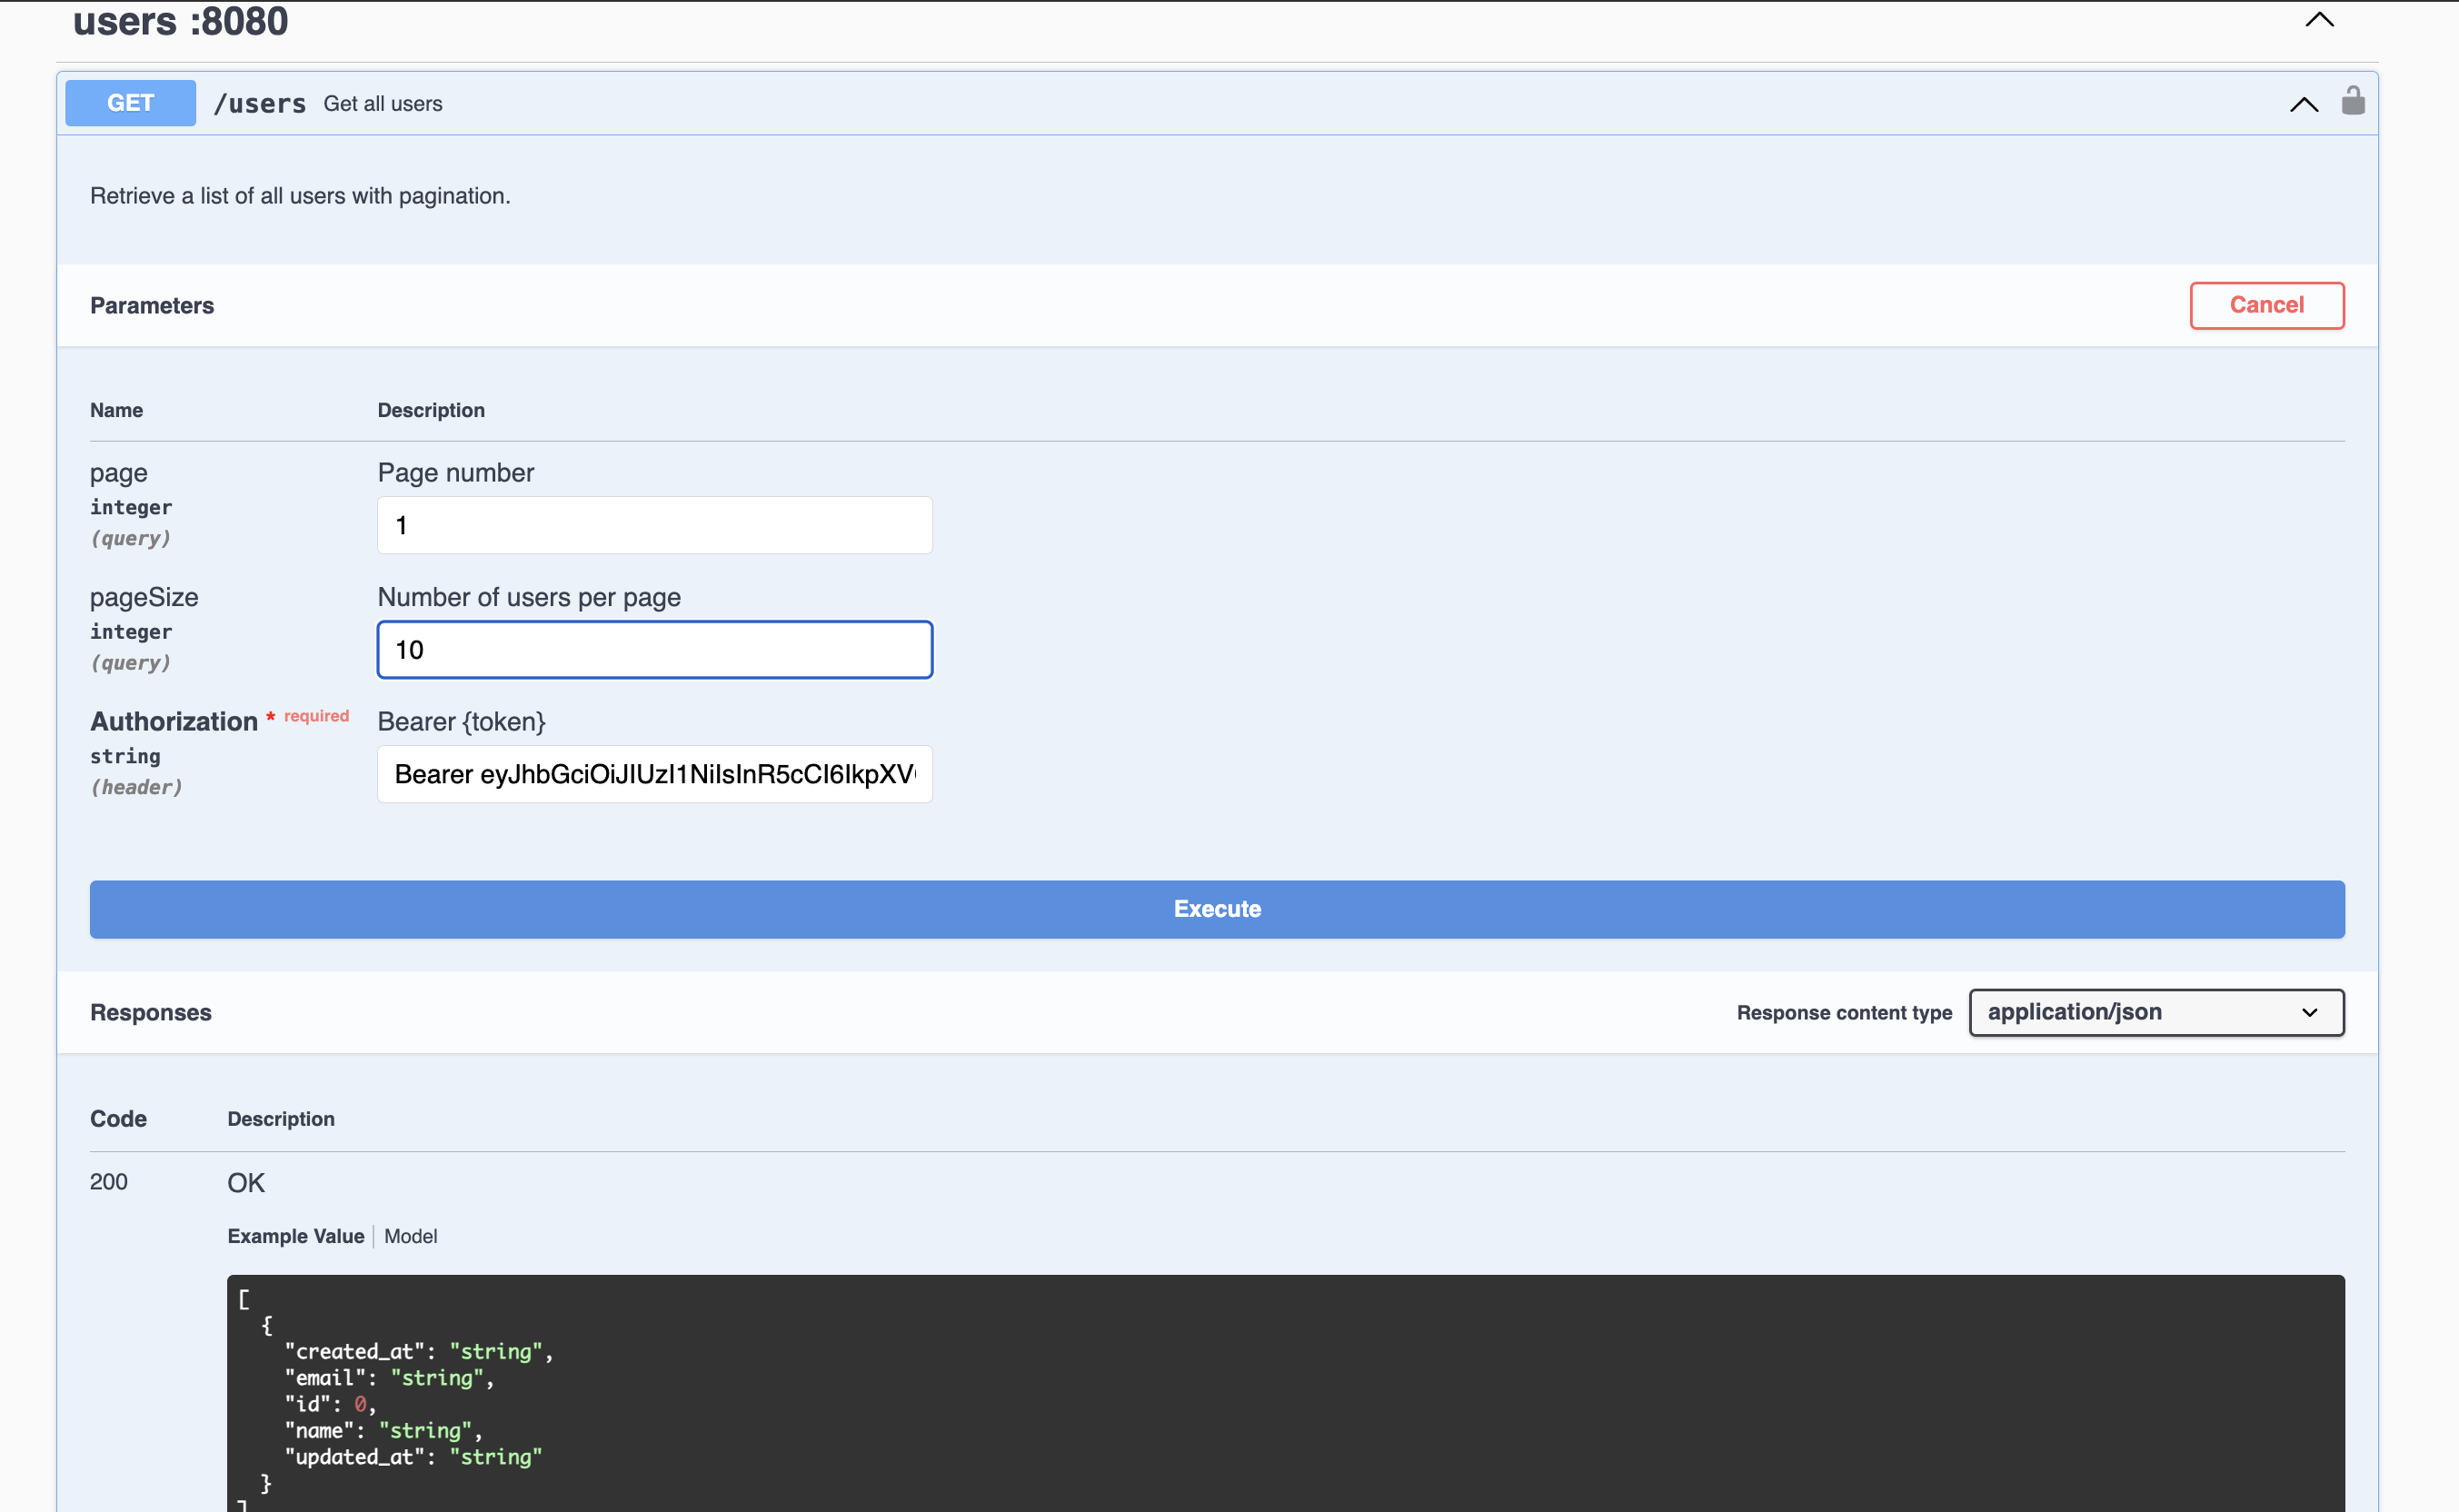 users :8080
GET /users Get all users
Retrieve a list of all users with pagination.
Parameters Cancel
Name Description
page Page number
integer
(query)
1
pageSize Number of users per page
integer
(query)
10
Authorization * required Bearer {token}
string
(header)
Bearer eyJhbGciOiJIUzI1NiIsInR5cCI6IkpXV
Execute
Responses Response content type application/json
Code Description
200 OK
Example Value Model
[
{
"created_at": "string",
"email": "string",
"id": 0,
"name": "string",
"updated_at": "string"
}
]